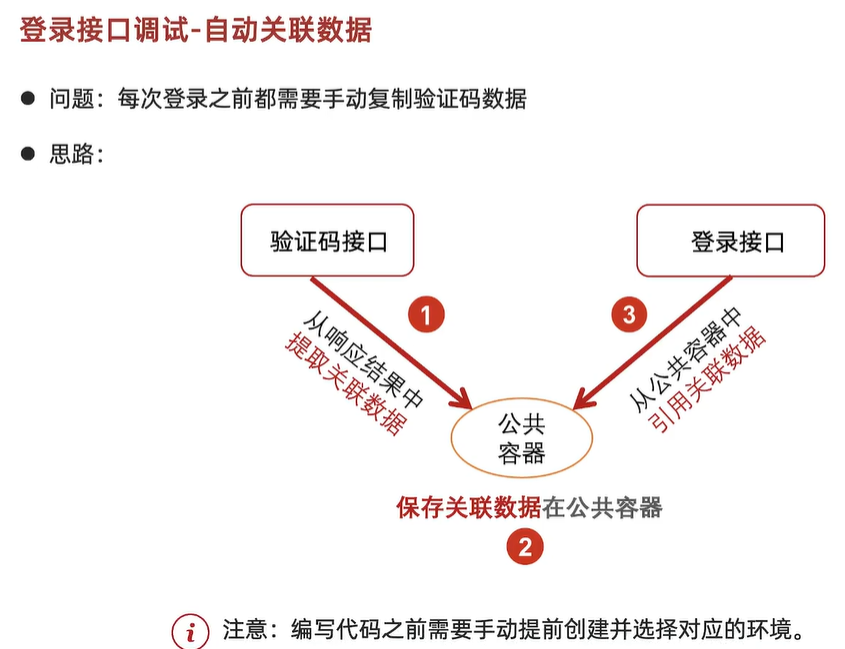 登录接口调试-自动关联数据
● 问题：每次登录之前都需要手动复制验证码数据
● 思路：
验证码接口
登录接口
1
3
从响应结果中
提取关联数据
从公共容器中
引用关联数据
公共
容器
保存关联数据在公共容器
2
i 注意：编写代码之前需要手动提前创建并选择对应的环境。